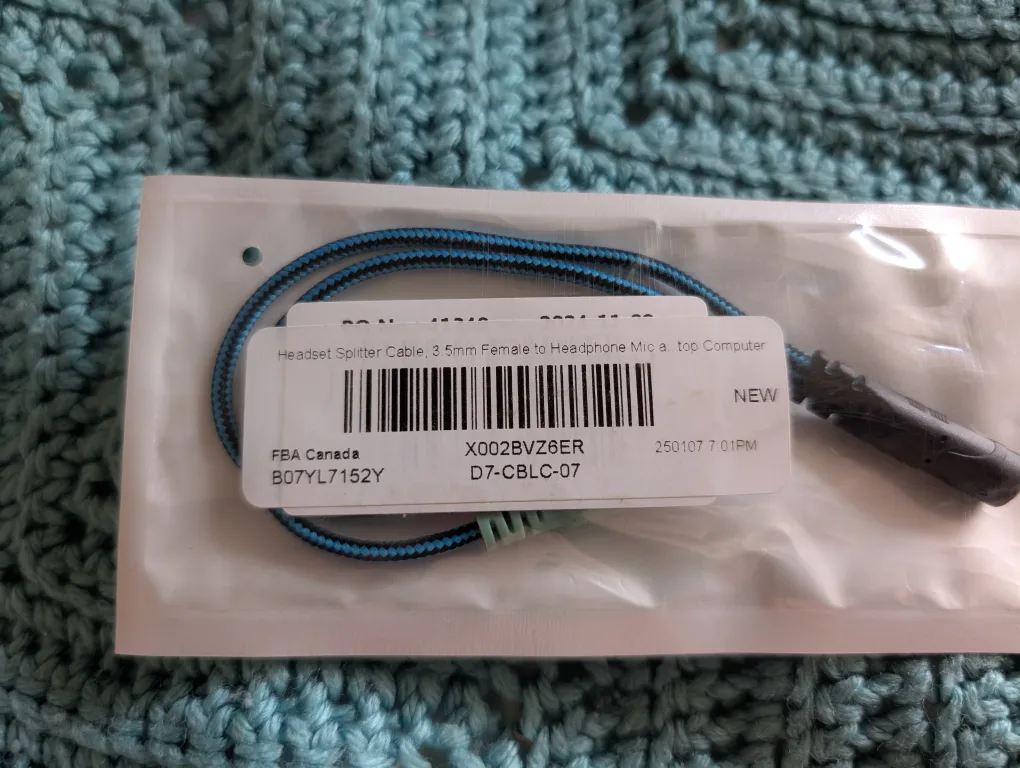 Headset Splitter Cable, 3.5mm Female to Headphone Mic a...top Computer
NEW
FBA Canada
X002BVZ6ER
250107 7:01PM
B07YL7152Y
D7-CBLC-07